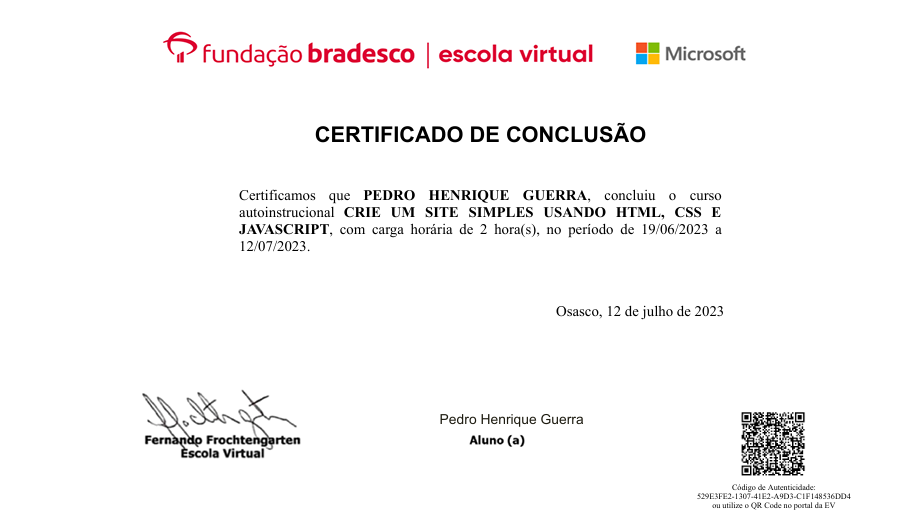 fundação bradesco | escola virtual Microsoft
CERTIFICADO DE CONCLUSÃO
Certificamos que PEDRO HENRIQUE GUERRA, concluiu o curso
autoinstrucional CRIE UM SITE SIMPLES USANDO HTML, CSS E
JAVASCRIPT, com carga horária de 2 hora(s), no período de 19/06/2023 a
12/07/2023.
Osasco, 12 de julho de 2023
Fernando Frochtengarten
Escola Virtual
Pedro Henrique Guerra
Aluno (a)
Código de Autenticidade:
529E3FE2-1307-41E2-A9D3-C1F148536DD4
ou utilize o QR Code no portal da EV